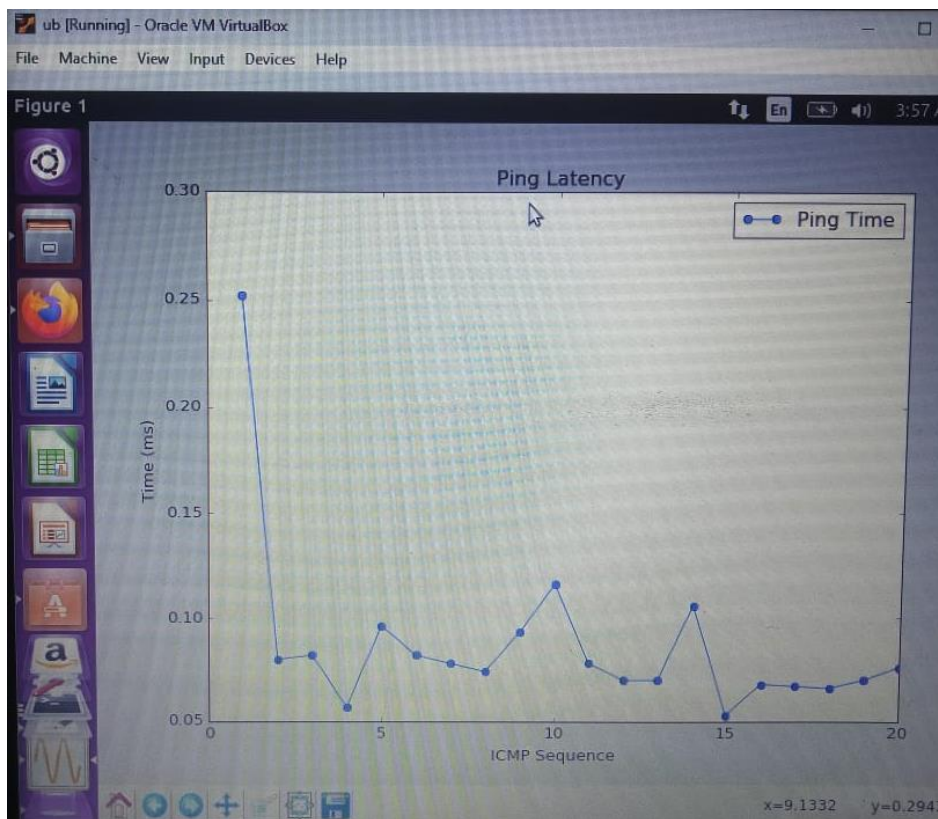 ub [Running] - Oracle VM VirtualBox
File Machine View Input Devices Help
Figure 1
En
3:57
Ping Latency
Ping Time
0.30
0.25
0.20
0.15
0.10
0.05
Time (ms)
0 5 10 15 20
ICMP Sequence
A
a
x=9.1332 y=0.294